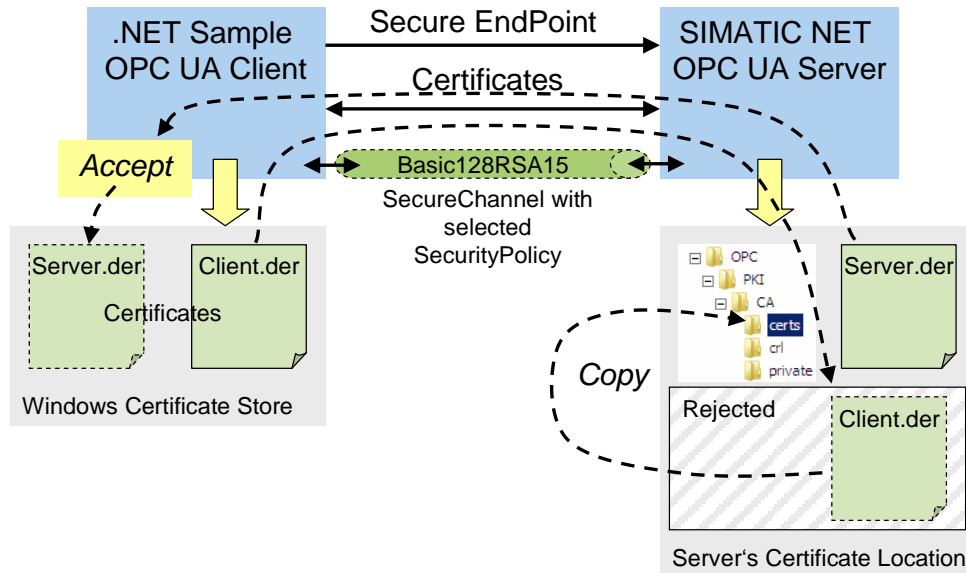 .NET Sample
OPC UA Client
Secure EndPoint
SIMATIC NET
OPC UA Server
Certificates
Accept
Basic128RSA15
SecureChannel with
selected
SecurityPolicy
Server.der
Client.der
Certificates
Windows Certificate Store
OPC
PKI
CA
certs
crl
private
Server.der
Copy
Rejected
Client.der
Server‘s Certificate Location